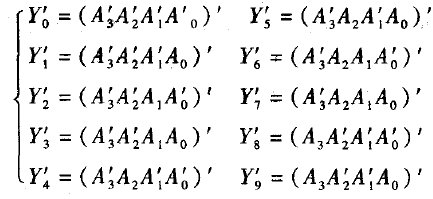 Y′₀ = (A′₃A′₂A′₁A′₀)′ Y′₅ = (A′₃A₂A′₁A₀)′
Y′₁ = (A′₃A′₂A′₁A₀)′ Y′₆ = (A′₃A₂A₁A′₀)′
Y′₂ = (A′₃A′₂A₁A′₀)′ Y′₇ = (A′₃A₂A₁A₀)′
Y′₃ = (A′₃A′₂A₁A₀)′ Y′₈ = (A₃A′₂A′₁A′₀)′
Y′₄ = (A′₃A₂A′₁A′₀)′ Y′₉ = (A₃A′₂A′₁A₀)′